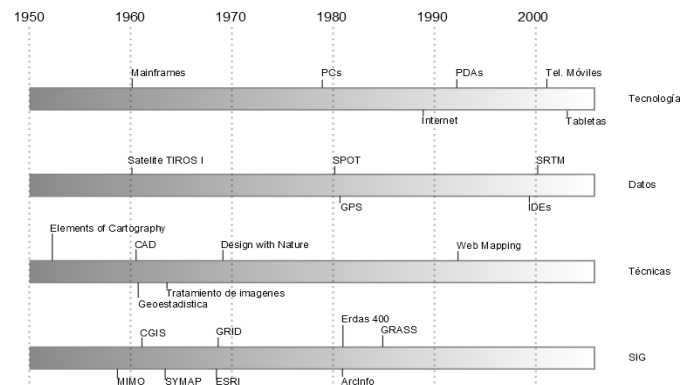 1950 1960 1970 1980 1990 2000
Mainframes PCs PDAs Tel. Móviles
Tecnología
Internet Tabletas
Satelite TIROS I SPOT SRTM
Datos
GPS IDEs
Elements of Cartography
CAD Design with Nature Web Mapping
Técnicas
Tratamiento de imagenes
Geoestadistica
Erdas 400
CGIS GRID GRASS
SIG
MIMO SYMAP ESRI ArcInfo